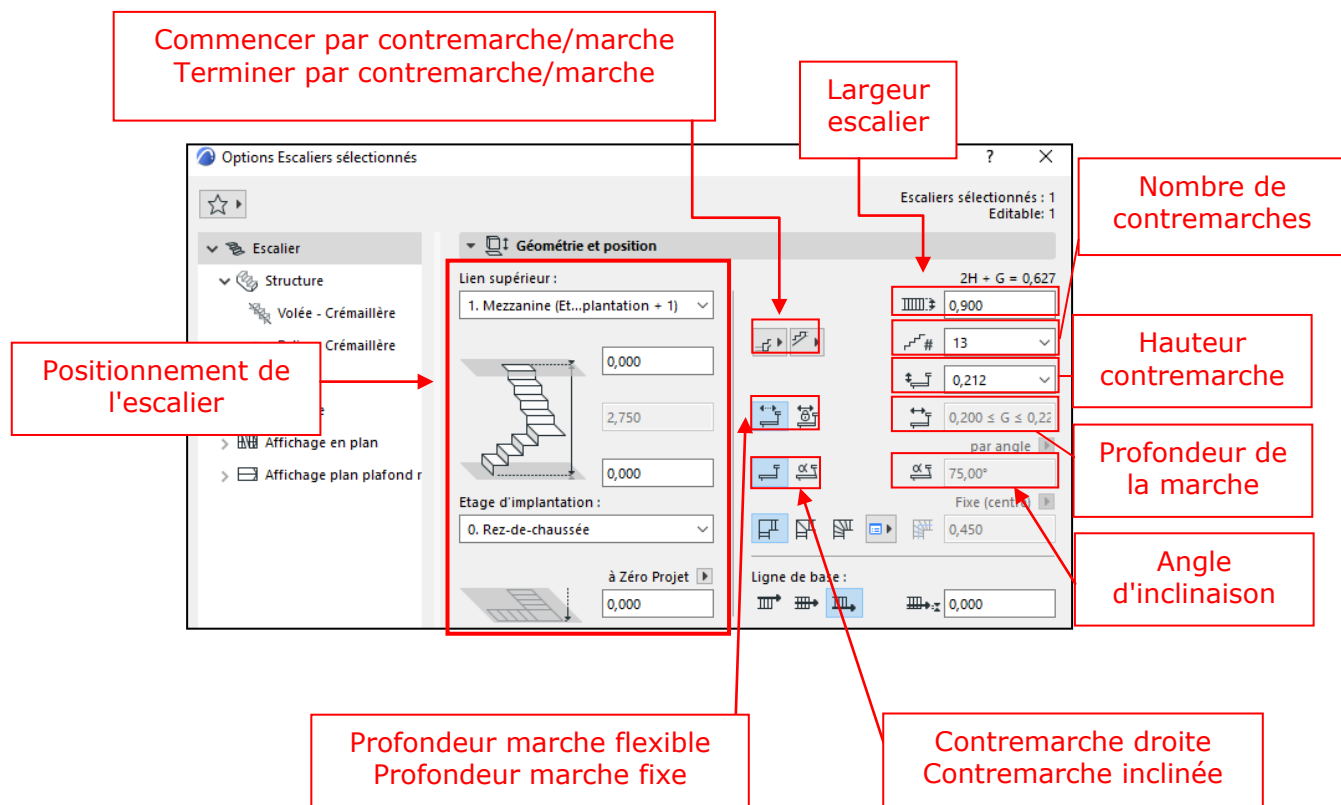 Commencer par contremarche/marche
Terminer par contremarche/marche
Largeur
escalier
Options Escaliers sélectionnés
?
Escaliers sélectionnés : 1
Editable: 1
Nombre de
contremarches
Escalier
Géométrie et position
Structure
Lien supérieur :
2H + G = 0,627
Volée - Crémaillère
1. Mezzanine (Et...plantation + 1)
0,900
Crémaillère
#
13
Hauteur
contremarche
Positionnement de
l'escalier
0,000
0,212
2,750
0,200 ≤ G ≤ 0,22
Affichage en plan
par angle
Profondeur de
la marche
Affichage plan plafond r
0,000
α
α
75,00°
Etage d'implantation :
Fixe (centre)
0. Rez-de-chaussée
0,450
Angle
d'inclinaison
à Zéro Projet
Ligne de base :
0,000
0,000
Profondeur marche flexible
Profondeur marche fixe
Contremarche droite
Contremarche inclinée